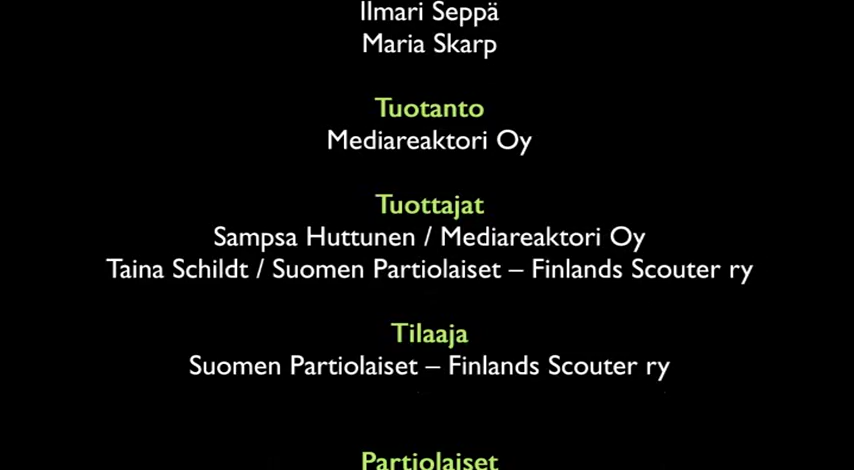 Ilmari Seppä
Maria Skarp
Tuotanto
Mediareaktori Oy
Tuottajat
Sampsa Huttunen / Mediareaktori Oy
Taina Schildt / Suomen Partiolaiset – Finlands Scouter ry
Tilaaja
Suomen Partiolaiset – Finlands Scouter ry
Partiolaiset